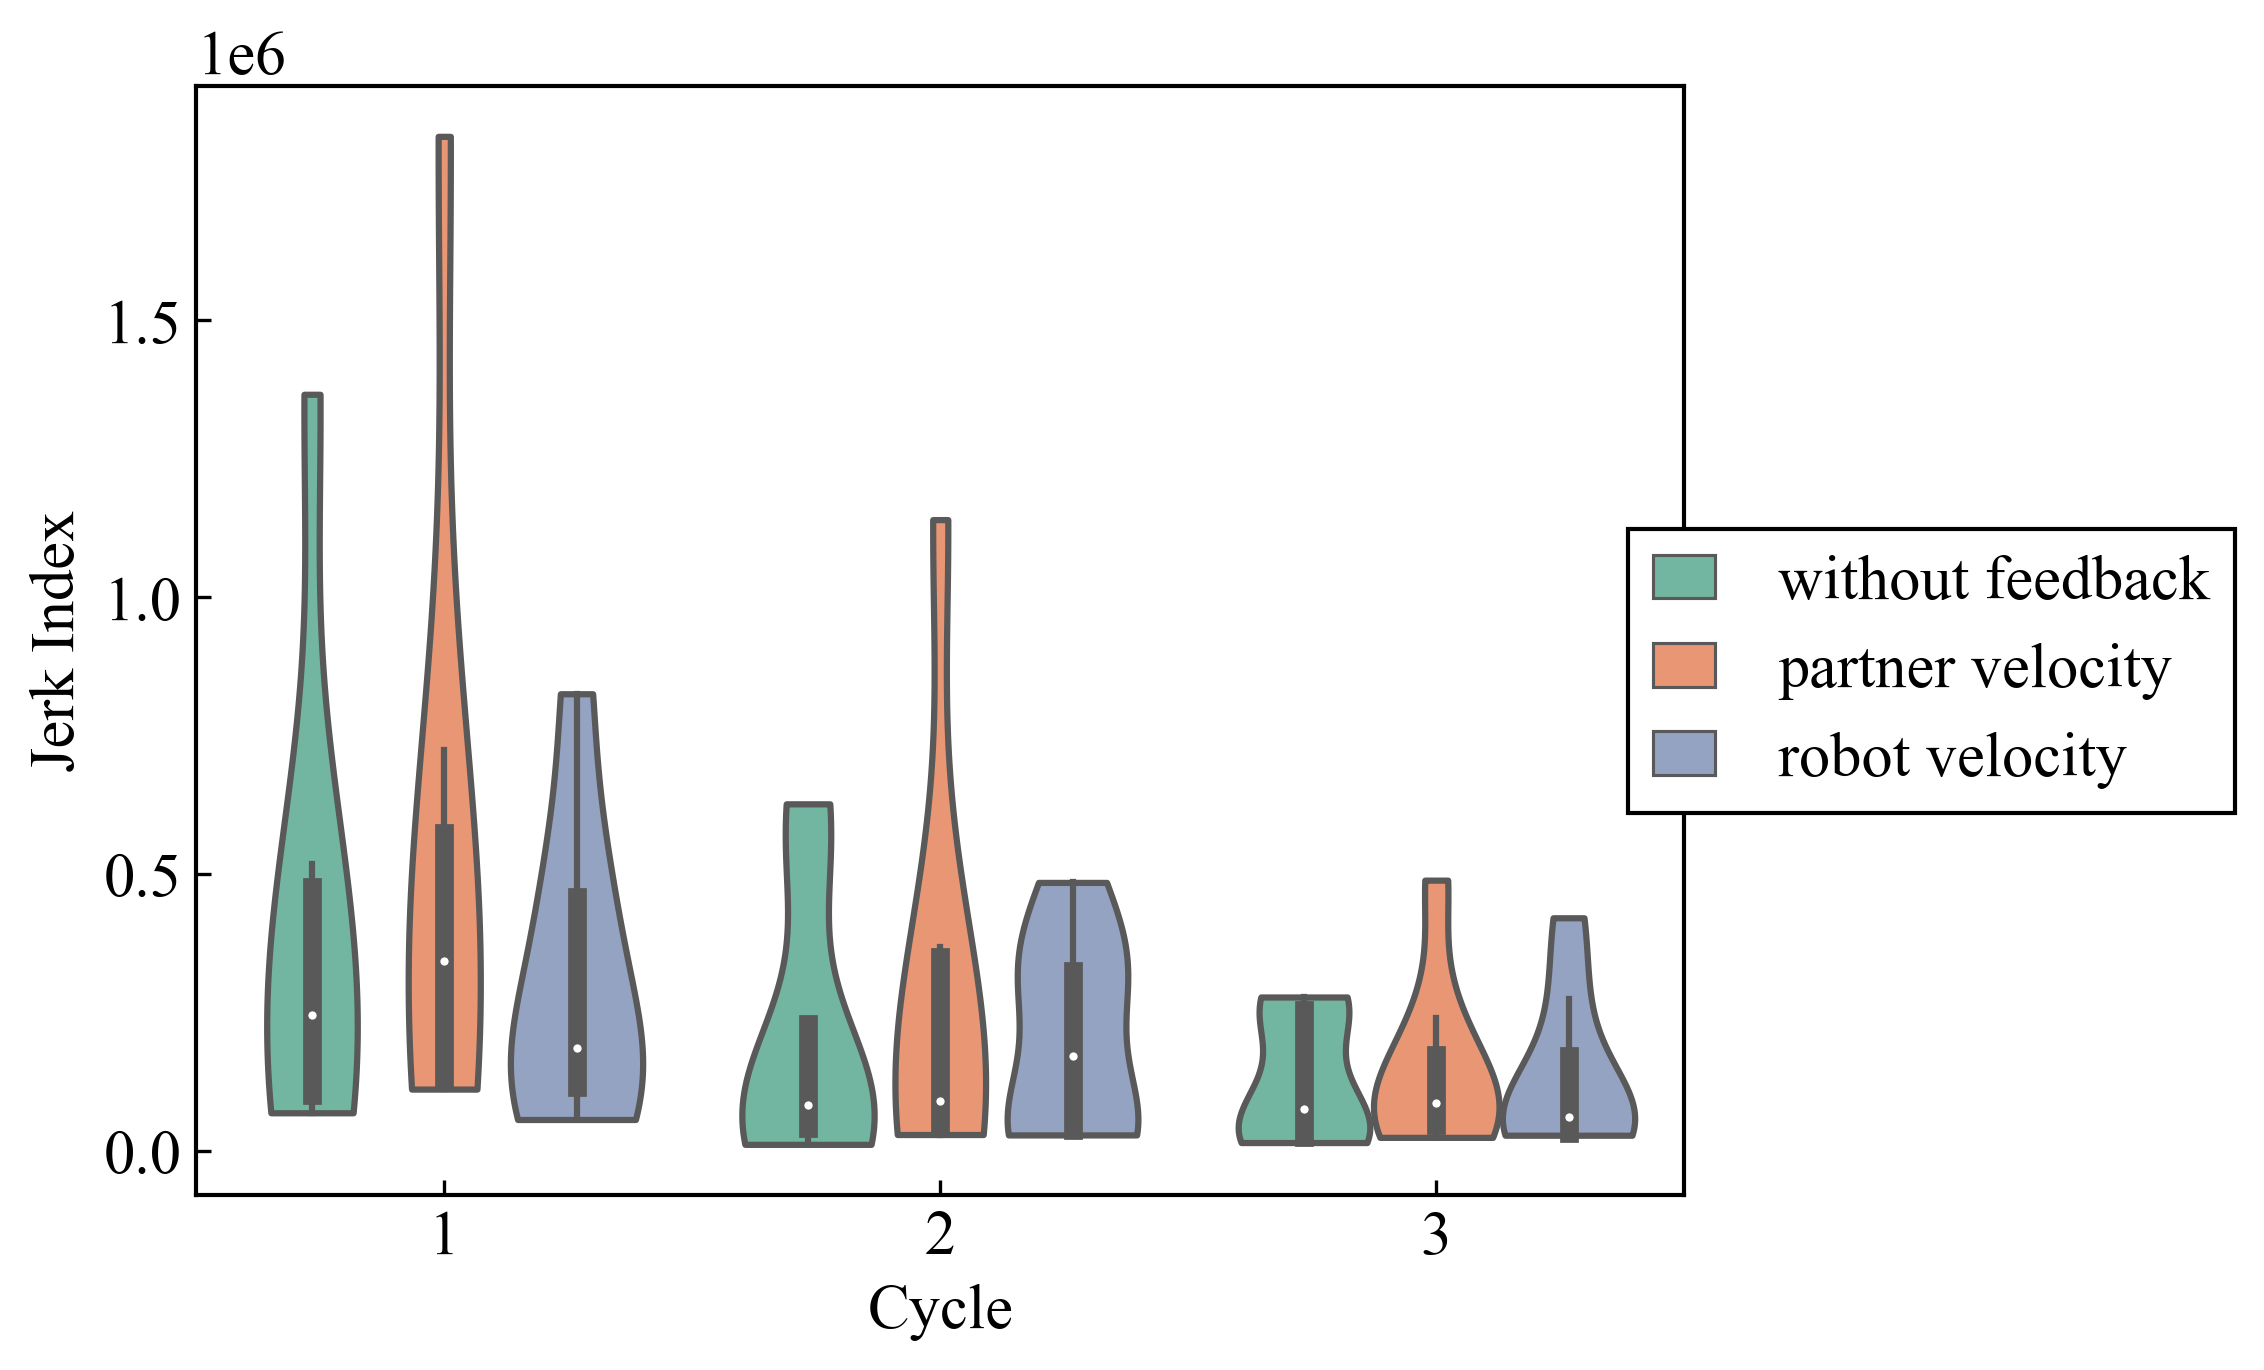 1e6
1.5
1.0
0.5
0.0
Jerk Index
1
2
3
Cycle
without feedback
partner velocity
robot velocity